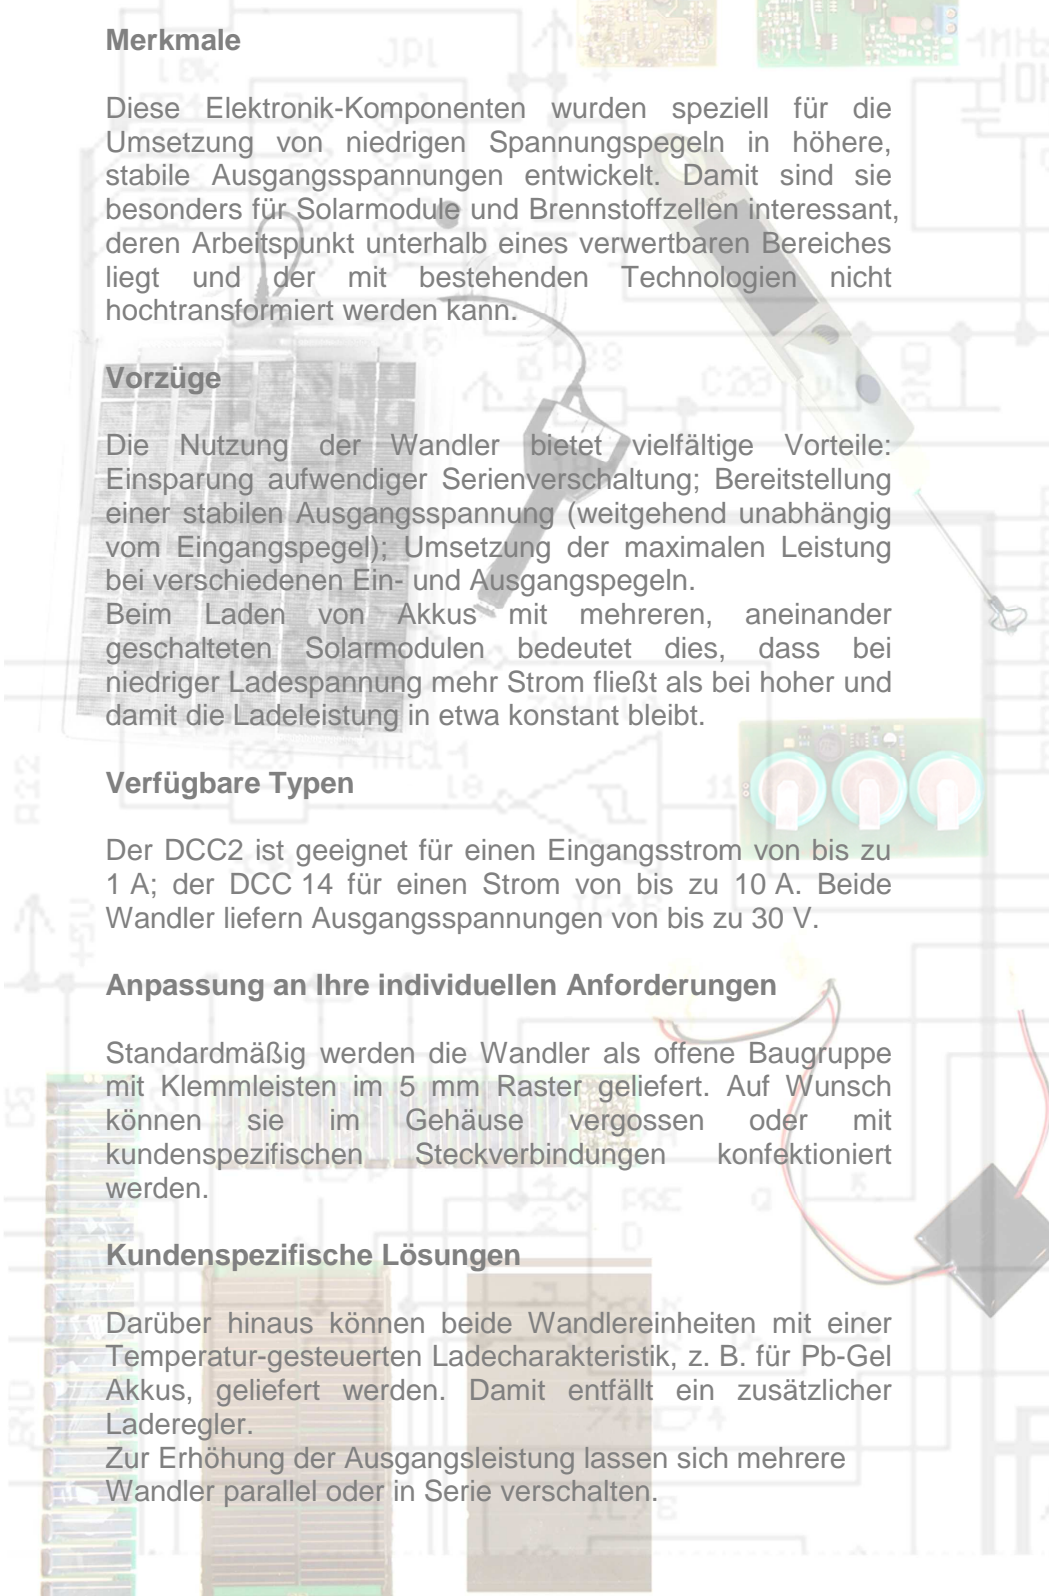 Merkmale
Diese Elektronik-Komponenten wurden speziell für die
Umsetzung von niedrigen Spannungspegeln in höhere,
stabile Ausgangsspannungen entwickelt. Damit sind sie
besonders für Solarmodule und Brennstoffzellen interessant,
deren Arbeitspunkt unterhalb eines verwertbaren Bereiches
liegt und der mit bestehenden Technologien nicht
hochtransformiert werden kann.
Vorzüge
Die Nutzung der Wandler bietet vielfältige Vorteile:
Einsparung aufwendiger Serienverschaltung; Bereitstellung
einer stabilen Ausgangsspannung (weitgehend unabhängig
vom Eingangspegel); Umsetzung der maximalen Leistung
bei verschiedenen Ein- und Ausgangspegeln.
Beim Laden von Akkus mit mehreren, aneinander
geschalteten Solarmodulen bedeutet dies, dass bei
niedriger Ladespannung mehr Strom fließt als bei hoher und
damit die Ladeleistung in etwa konstant bleibt.
Verfügbare Typen
Der DCC2 ist geeignet für einen Eingangsstrom von bis zu
1 A; der DCC 14 für einen Strom von bis zu 10 A. Beide
Wandler liefern Ausgangsspannungen von bis zu 30 V.
Anpassung an Ihre individuellen Anforderungen
Standardmäßig werden die Wandler als offene Baugruppe
mit Klemmleisten im 5 mm Raster geliefert. Auf Wunsch
können sie im Gehäuse vergossen oder mit
kundenspezifischen Steckverbindungen konfektioniert
werden.
Kundenspezifische Lösungen
Darüber hinaus können beide Wandlereinheiten mit einer
Temperatur-gesteuerten Ladecharakteristik, z. B. für Pb-Gel
Akkus, geliefert werden. Damit entfällt ein zusätzlicher
Laderegler.
Zur Erhöhung der Ausgangsleistung lassen sich mehrere
Wandler parallel oder in Serie verschalten.